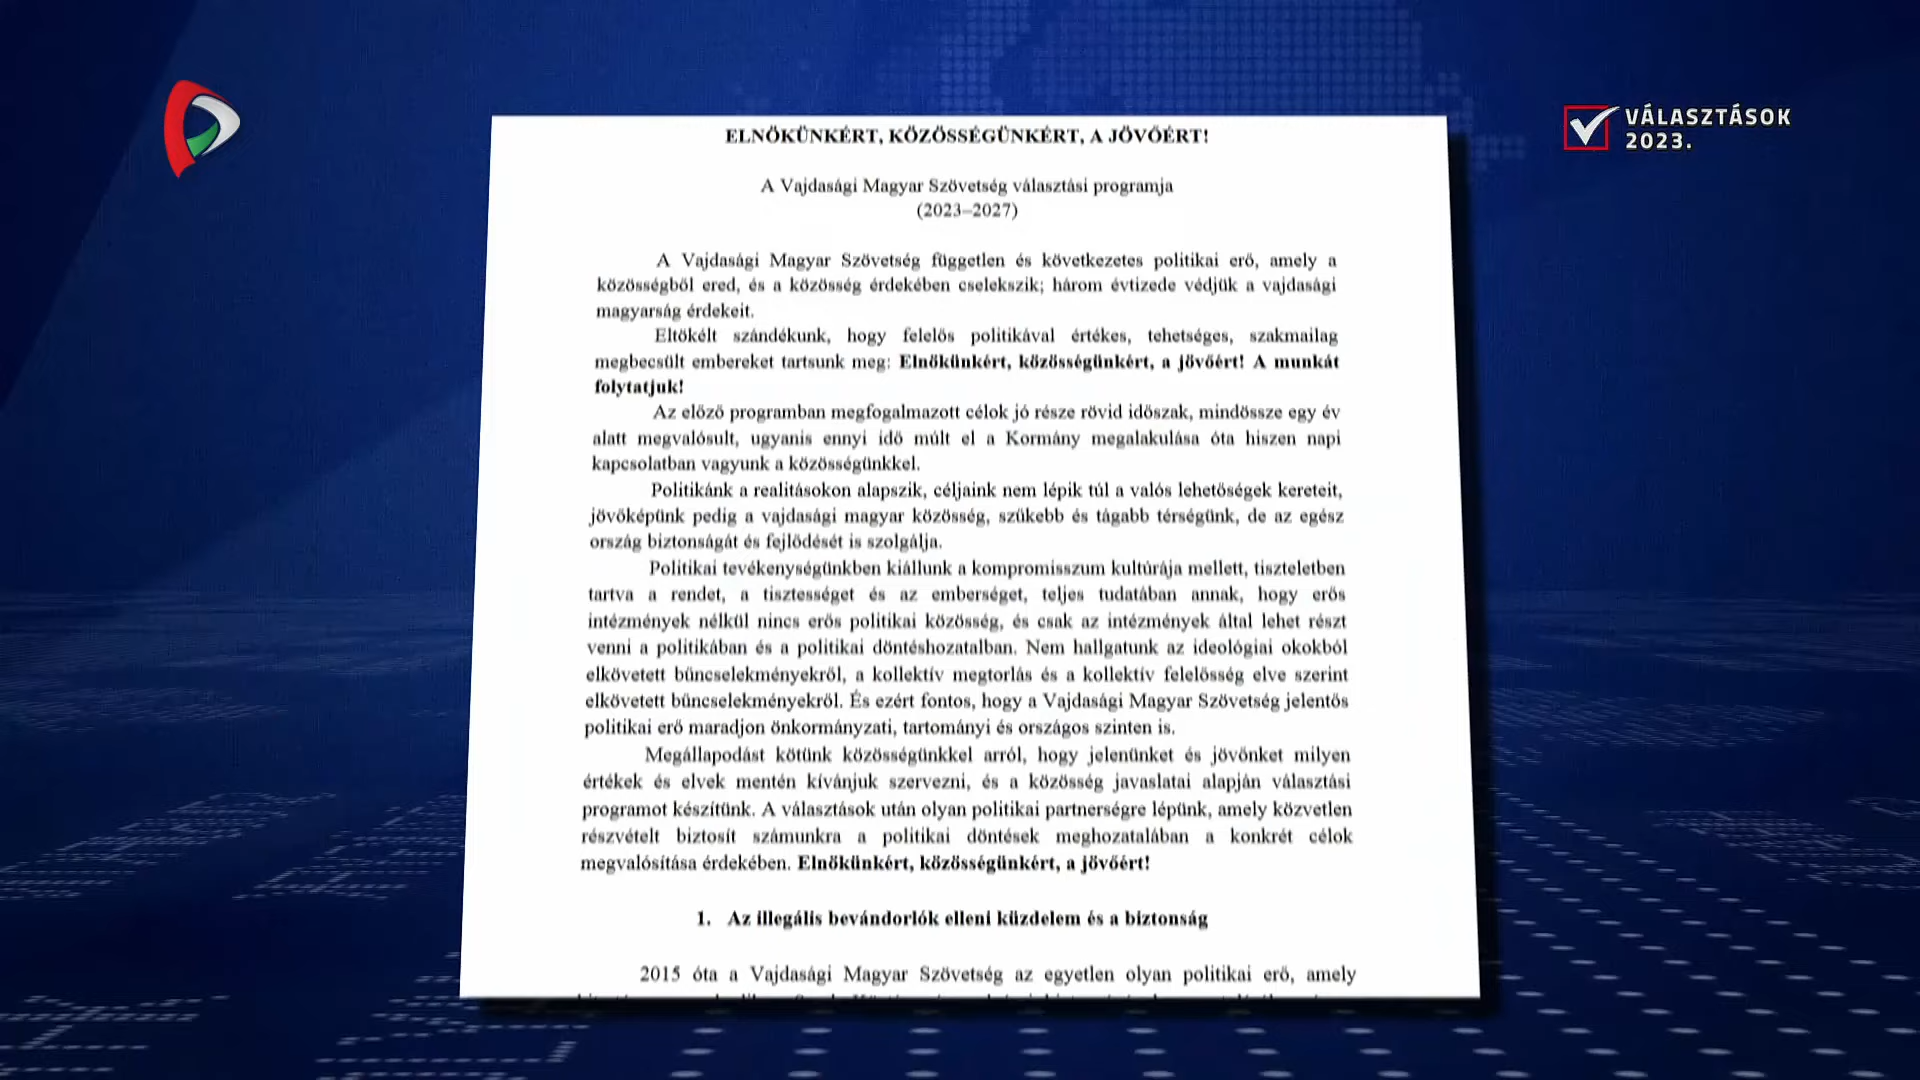 VÁLASZTÁSOK
2023.
ELNÖKÜNKÉRT, KÖZÖSSÉGÜNKÉRT, A JÖVŐÉRT!
A Vajdasági Magyar Szövetség választási programja
(2023–2027)
A Vajdasági Magyar Szövetség független és következetes politikai erő, amely a
közösségből ered, és a közösség érdekében cselekszik; három évtizede védjük a vajdasági
magyarság érdekeit.
Eltökélt szándékunk, hogy felelős politikával értékes, tehetséges, szakmailag
megbecsült embereket tartsunk meg: Elnökünkért, közösségünkért, a jövőért! A munkát
folytatjuk!
Az előző programban megfogalmazott célok jó része rövid időszak, mindössze egy év
alatt megvalósult, ugyanis ennyi idő múlt el a Kormány megalakulása óta hiszen napi
kapcsolatban vagyunk a közösségünkkel.
Politikánk a realitásokon alapszik, céljaink nem lépik túl a valós lehetőségek kereteit,
jövőképünk pedig a vajdasági magyar közösség, szűkebb és tágabb térségünk, de az egész
ország biztonságát és fejlődését is szolgálja.
Politikai tevékenységünkben kiállunk a kompromisszum kultúrája mellett, tiszteletben
tartva a rendet, a tisztességet és az emberséget, teljes tudatában annak, hogy erős
intézmények nélkül nincs erős politikai közösség, és csak az intézmények által lehet részt
venni a politikában és a politikai döntéshozatalban. Nem hallgatunk az ideológiai okokból
elkövetett bűncselekményekről, a kollektív megtorlás és a kollektív felelősség elve szerint
elkövetett bűncselekményekről. És ezért fontos, hogy a Vajdasági Magyar Szövetség jelentős
politikai erő maradjon önkormányzati, tartományi és országos szinten is.
Megállapodást kötünk közösségünkkel arról, hogy jelenünket és jövőnket milyen
értékek és elvek mentén kívánjuk szervezni, és a közösség javaslatai alapján választási
programot készítünk. A választások után olyan politikai partnerségre lépünk, amely közvetlen
részvételt biztosít számunkra a politikai döntések meghozatalában a konkrét célok
megvalósítása érdekében. Elnökünkért, közösségünkért, a jövőért!
1. Az illegális bevándorlók elleni küzdelem és a biztonság
2015 óta a Vajdasági Magyar Szövetség az egyetlen olyan politikai erő, amely